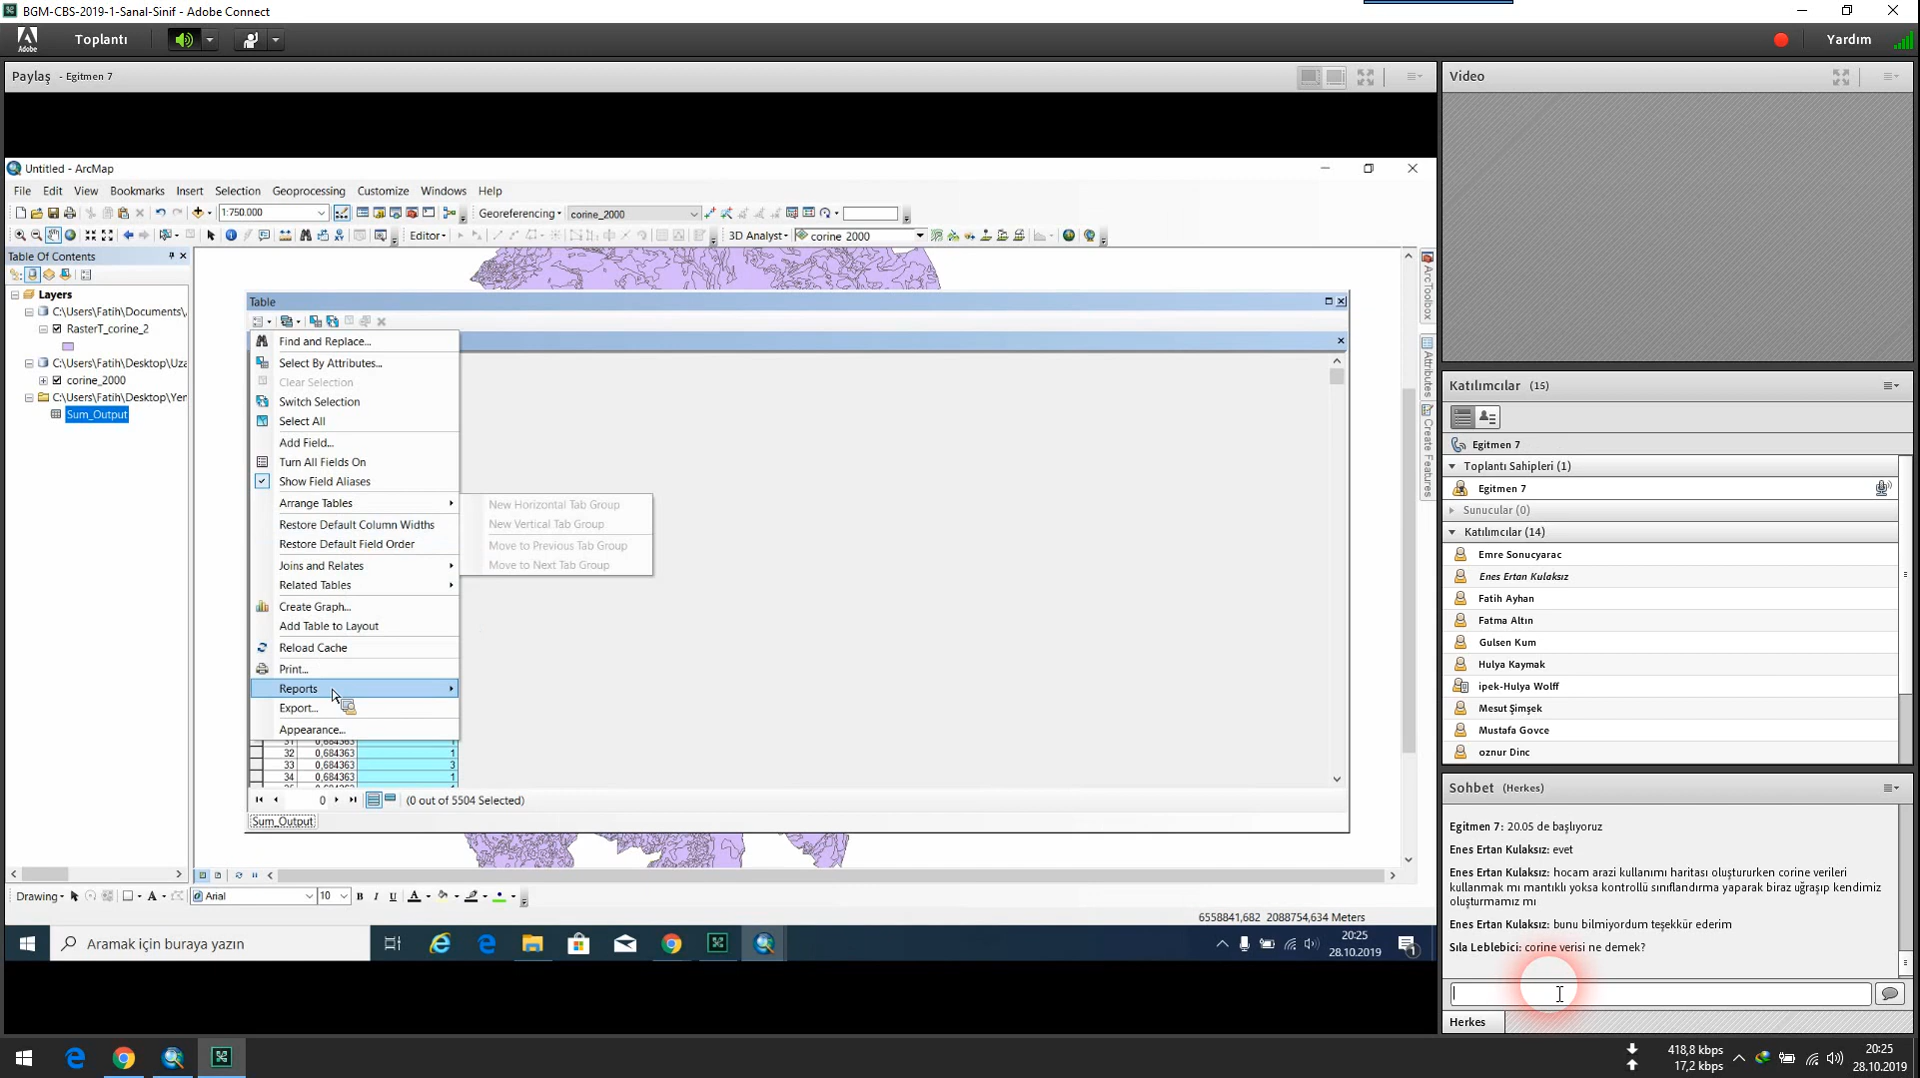 BGM-CBS-2019-1-Sanal-Sinif - Adobe Connect
Adobe
Toplantı
Yardım
Paylaş - Egitmen 7
Untitled - ArcMap
File Edit View Bookmarks Insert Selection Geoprocessing Customize Windows Help
1:750.000
Georeferencing
corine_2000
Editor
3D Analyst
corine 2000
Table Of Contents
Layers
C:\Users\Fatih\Documents\
RasterT_corine_2
C:\Users\Fatih\Desktop\Uza
corine_2000
C:\Users\Fatih\Desktop\Yer
Sum_Output
Table
Find and Replace...
Select By Attributes...
Clear Selection
Switch Selection
Select All
Add Field...
Turn All Fields On
Show Field Aliases
Arrange Tables
Restore Default Column Widths
Restore Default Field Order
Joins and Relates
Related Tables
Create Graph...
Add Table to Layout
Reload Cache
Print...
Reports
Export...
Appearance...
New Horizontal Tab Group
New Vertical Tab Group
Move to Previous Tab Group
Move to Next Tab Group
31 0,684363 1
32 0,684363 1
33 0,684363 3
34 0,684363 1
0
(0 out of 5504 Selected)
Sum_Output
ArcToolbox
Attributes
Create Features
Drawing
Arial
10
B I U A
6558841,682 2088754,634 Meters
Aramak için buraya yazın
20:25
28.10.2019
1
Video
Katılımcılar (15)
Egitmen 7
Toplantı Sahipleri (1)
Egitmen 7
Sunucular (0)
Katılımcılar (14)
Emre Sonucyarac
Enes Ertan Kulaksız
Fatih Ayhan
Fatma Altın
Gulsen Kum
Hulya Kaymak
ipek-Hulya Wolff
Mesut Şimşek
Mustafa Govce
oznur Dinc
Sohbet (Herkes)
Egitmen 7: 20.05 de başlıyoruz
Enes Ertan Kulaksız: evet
Enes Ertan Kulaksız: hocam arazi kullanımı haritası oluştururken corine verileri
kullanmak mı mantıklı yoksa kontrollü sınıflandırma yaparak biraz uğraşıp kendimiz
oluşturmamız mı
Enes Ertan Kulaksız: bunu bilmiyordum teşekkür ederim
Sıla Leblebici: corine verisi ne demek?
Herkes
418,8 kbps
17,2 kbps
20:25
28.10.2019